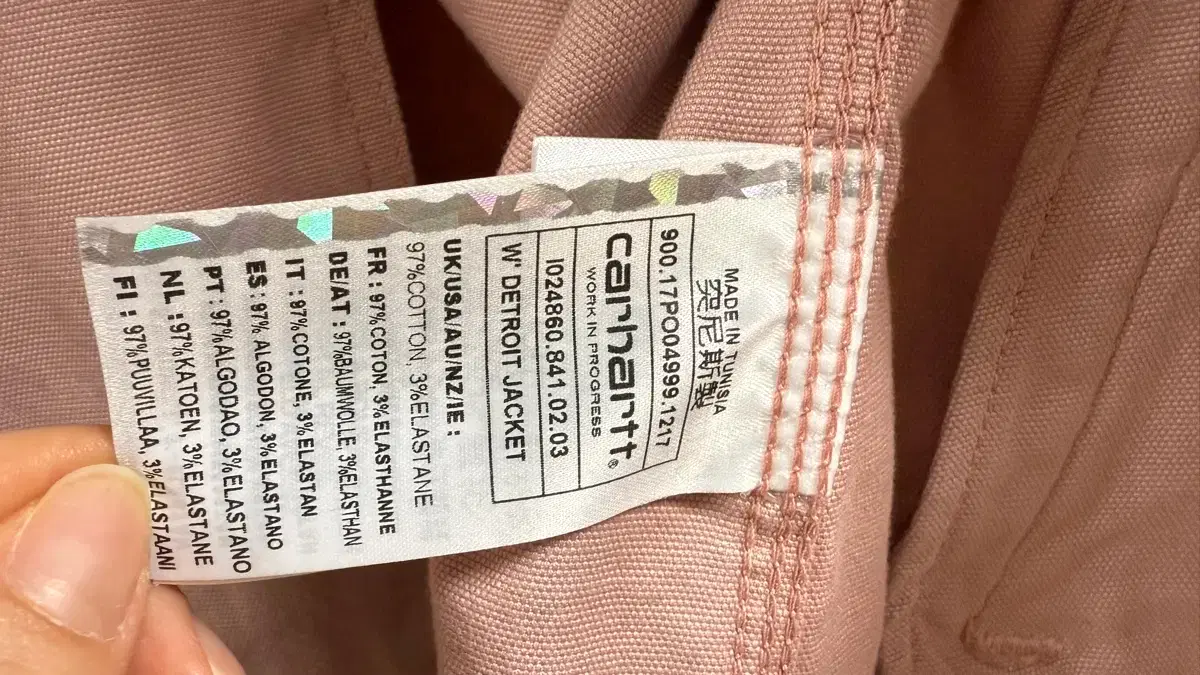 MADE IN TUNISIA
突尼斯製
900.17PO04999.1217
carhartt®
WORK IN PROGRESS
I024860.841.02.03
W' DETROIT JACKET
UK/USA/AU/NZ/IE :
97%COTTON, 3%ELASTANE
FR : 97% COTON, 3% ELASTHANNE
DE/AT : 97%BAUMWOLLE, 3%ELASTHAN
IT : 97%COTONE, 3% ELASTAN
ES : 97% ALGODON, 3%ELASTANO
PT : 97%ALGODAO, 3%ELASTANO
NL : 97%KATOEN, 3%ELASTANE
FI : 97%PUUVILLAA, 3%ELASTAANI